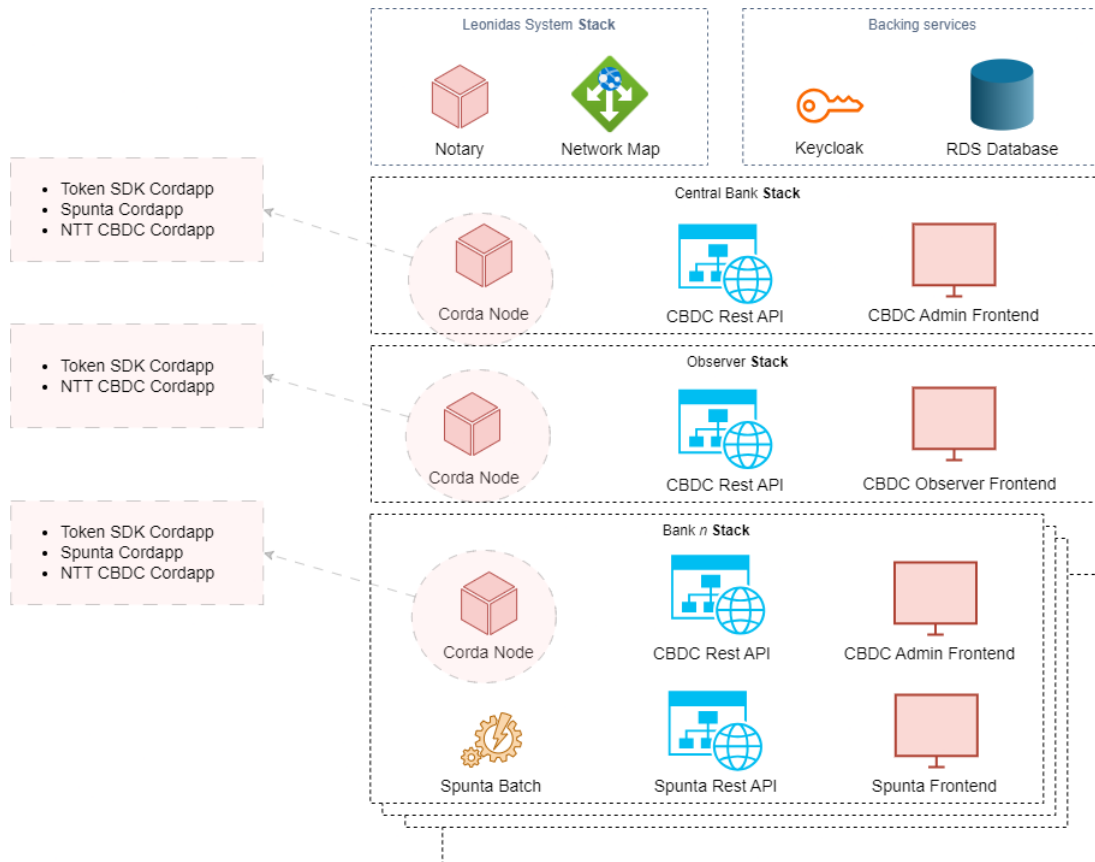 Leonidas System Stack
Backing services
Notary
Network Map
Keycloak
RDS Database
• Token SDK Cordapp
• Spunta Cordapp
• NTT CBDC Cordapp
Central Bank Stack
Corda Node
CBDC Rest API
CBDC Admin Frontend
• Token SDK Cordapp
• NTT CBDC Cordapp
Observer Stack
Corda Node
CBDC Rest API
CBDC Observer Frontend
• Token SDK Cordapp
• Spunta Cordapp
• NTT CBDC Cordapp
Bank n Stack
Corda Node
CBDC Rest API
CBDC Admin Frontend
Spunta Batch
Spunta Rest API
Spunta Frontend